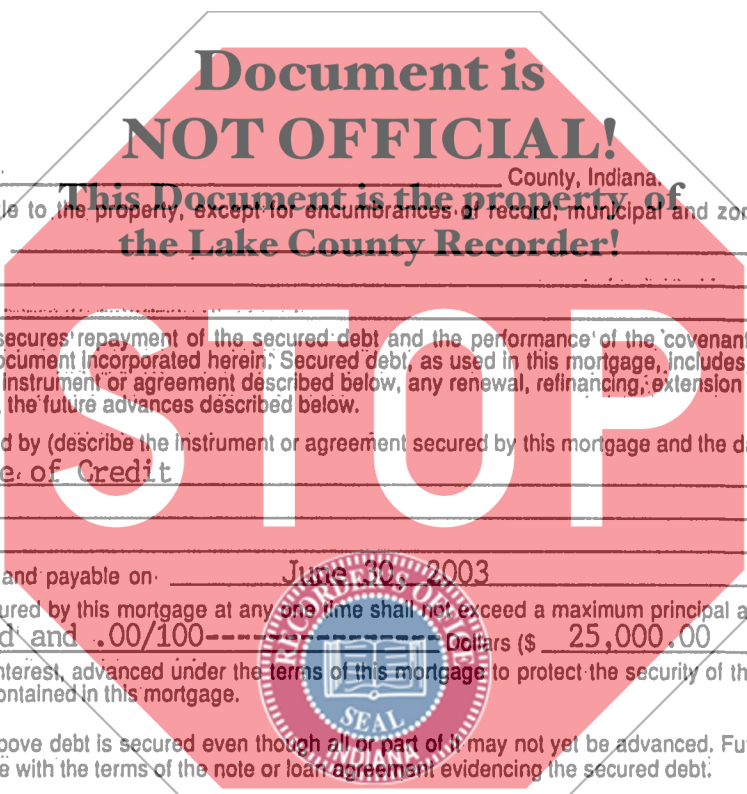 Document is
NOT OFFICIAL!
County, Indiana.
This Document is the property of
le to the property, except for encumbrances of record, municipal and zon
the Lake County Recorder!
STOP
secures repayment of the secured debt and the performance of the covenant
ocument incorporated herein. Secured debt, as used in this mortgage, includes
instrument or agreement described below, any renewal, refinancing, extension
the future advances described below.
d by (describe the instrument or agreement secured by this mortgage and the da
e of Credit
and payable on June 30, 2003
ured by this mortgage at any one time shall not exceed a maximum principal a
d and .00/100-------------------- Dollars ($ 25,000.00
nterest, advanced under the terms of this mortgage to protect the security of th
ontained in this mortgage.
RECORDER'S OFFICE
SEAL
INDIANA
bove debt is secured even though all or part of it may not yet be advanced. Fu
e with the terms of the note or loan agreement evidencing the secured debt.